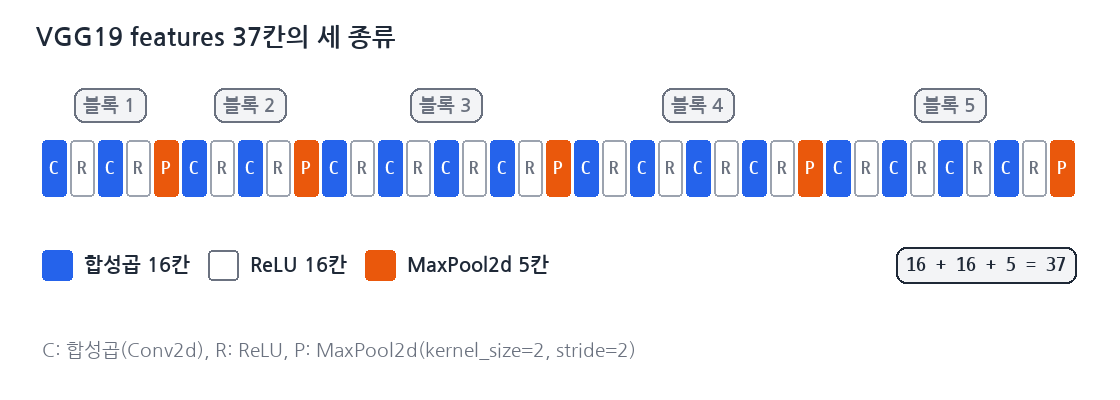 VGG19 features 37칸의 세 종류
블록 1 블록 2 블록 3 블록 4 블록 5
C R C R P C R C R P C R C R C R C R P C R C R C R C R P C R C R C R C R P
합성곱 16칸 ReLU 16칸 MaxPool2d 5칸 16 + 16 + 5 = 37
C: 합성곱(Conv2d), R: ReLU, P: MaxPool2d(kernel_size=2, stride=2)